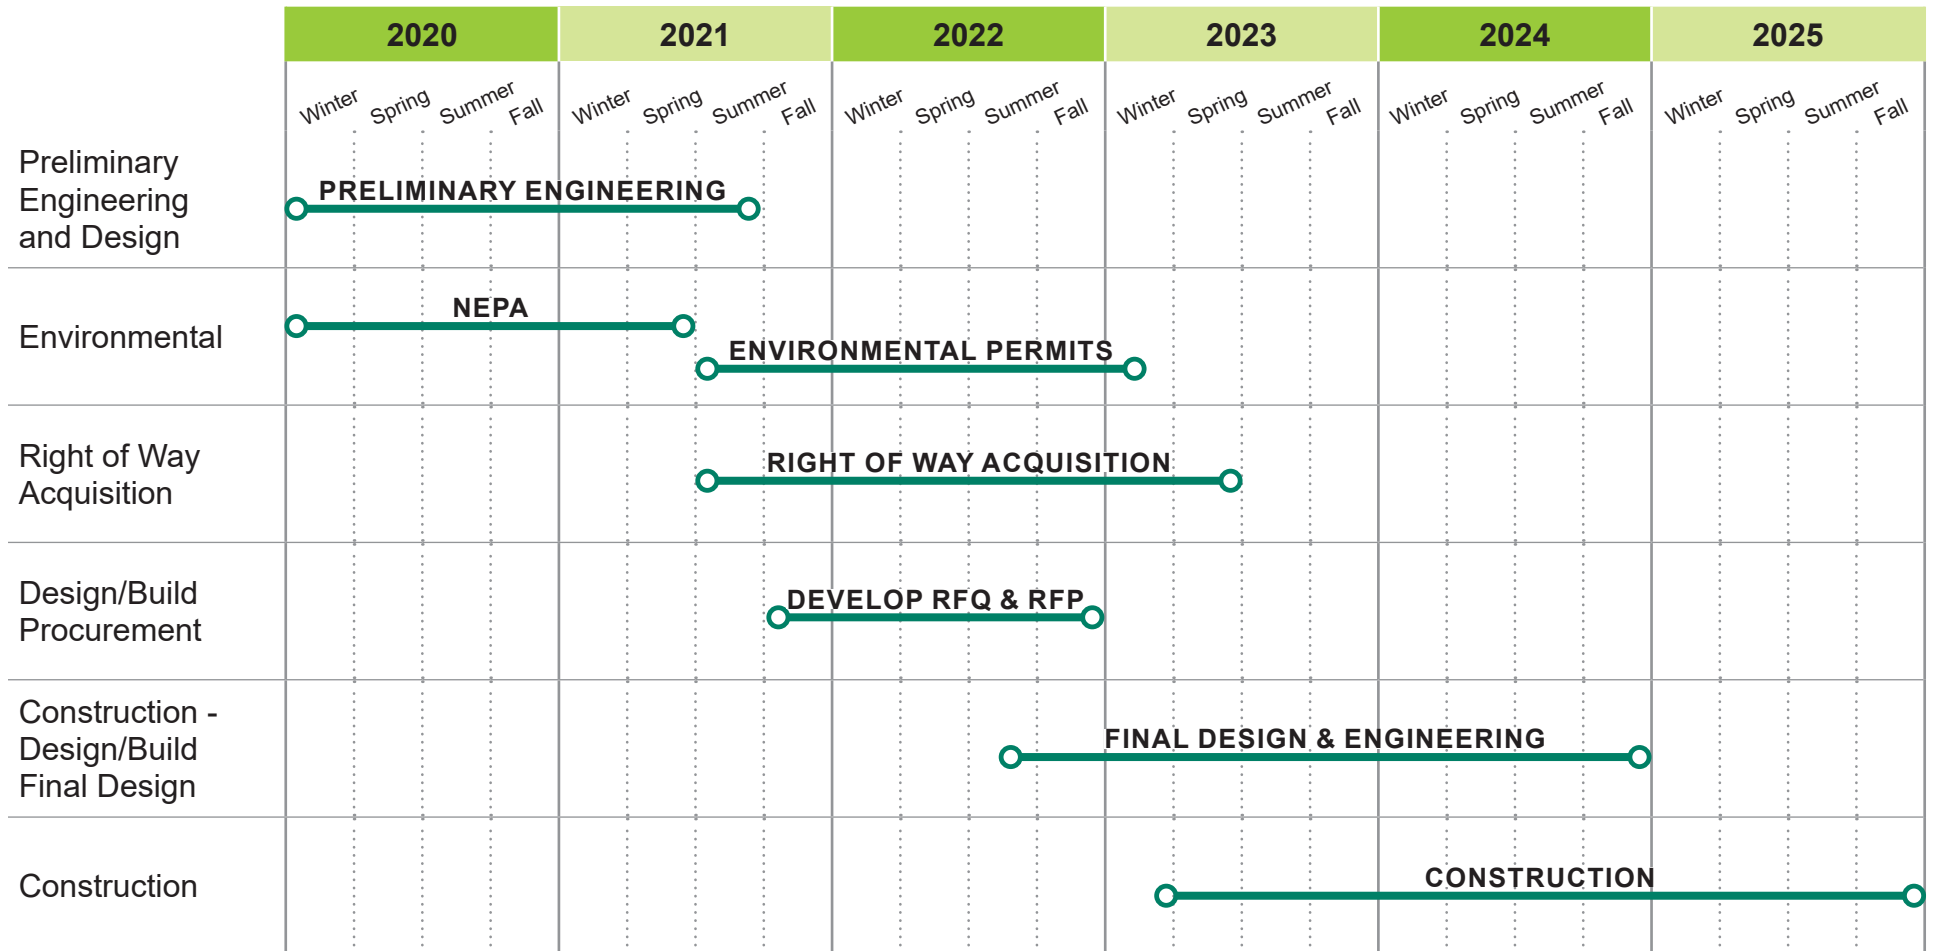 2020 2021 2022 2023 2024 2025
Winter Spring Summer Fall Winter Spring Summer Fall Winter Spring Summer Fall Winter Spring Summer Fall Winter Spring Summer Fall Winter Spring Summer Fall
Preliminary
Engineering
and Design
PRELIMINARY ENGINEERING
Environmental
NEPA
ENVIRONMENTAL PERMITS
Right of Way
Acquisition
RIGHT OF WAY ACQUISITION
Design/Build
Procurement
DEVELOP RFQ & RFP
Construction -
Design/Build
Final Design
FINAL DESIGN & ENGINEERING
Construction
CONSTRUCTION